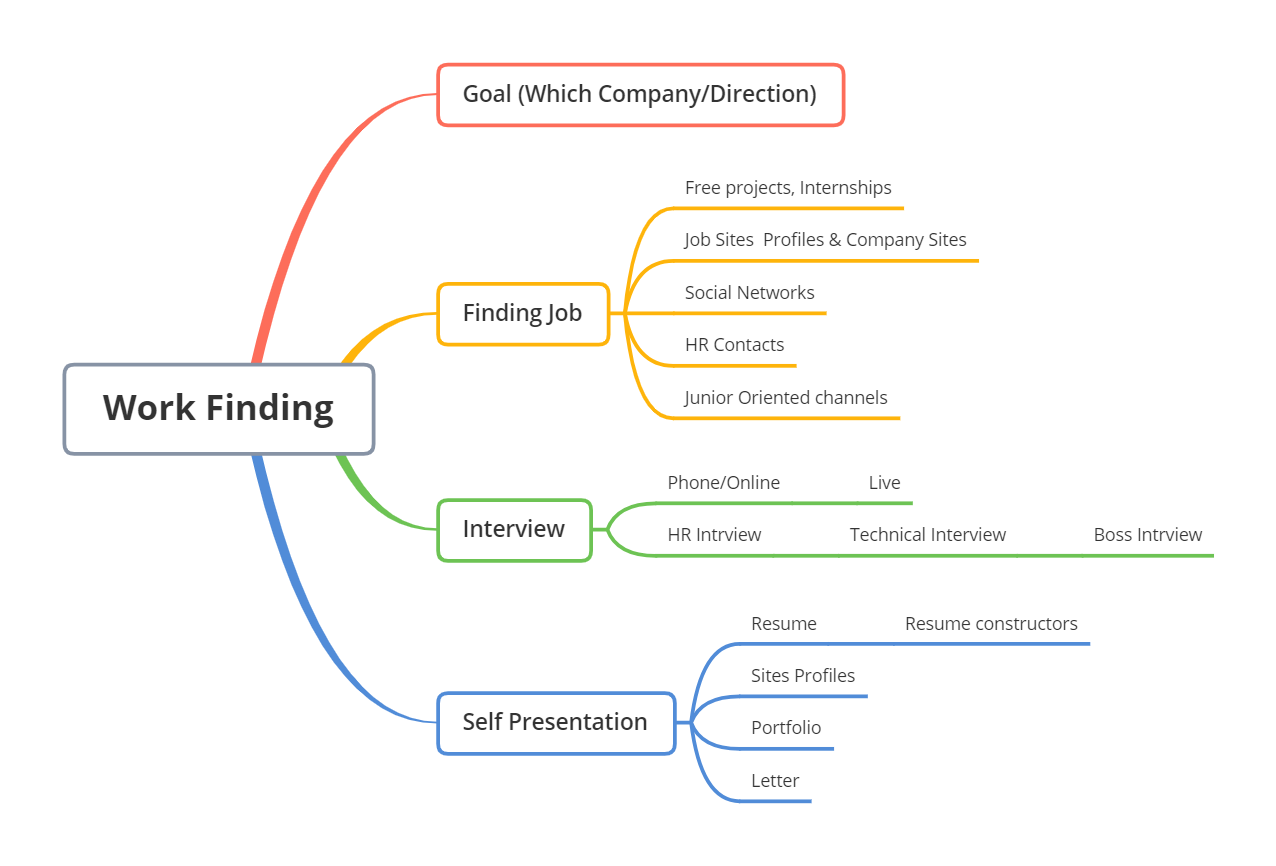 Goal (Which Company/Direction)
Free projects, Internships
Job Sites  Profiles & Company Sites
Finding Job
Social Networks
HR Contacts
Junior Oriented channels
Work Finding
Phone/Online
Live
Interview
HR Intrview
Technical Interview
Boss Intrview
Resume
Resume constructors
Sites Profiles
Self Presentation
Portfolio
Letter